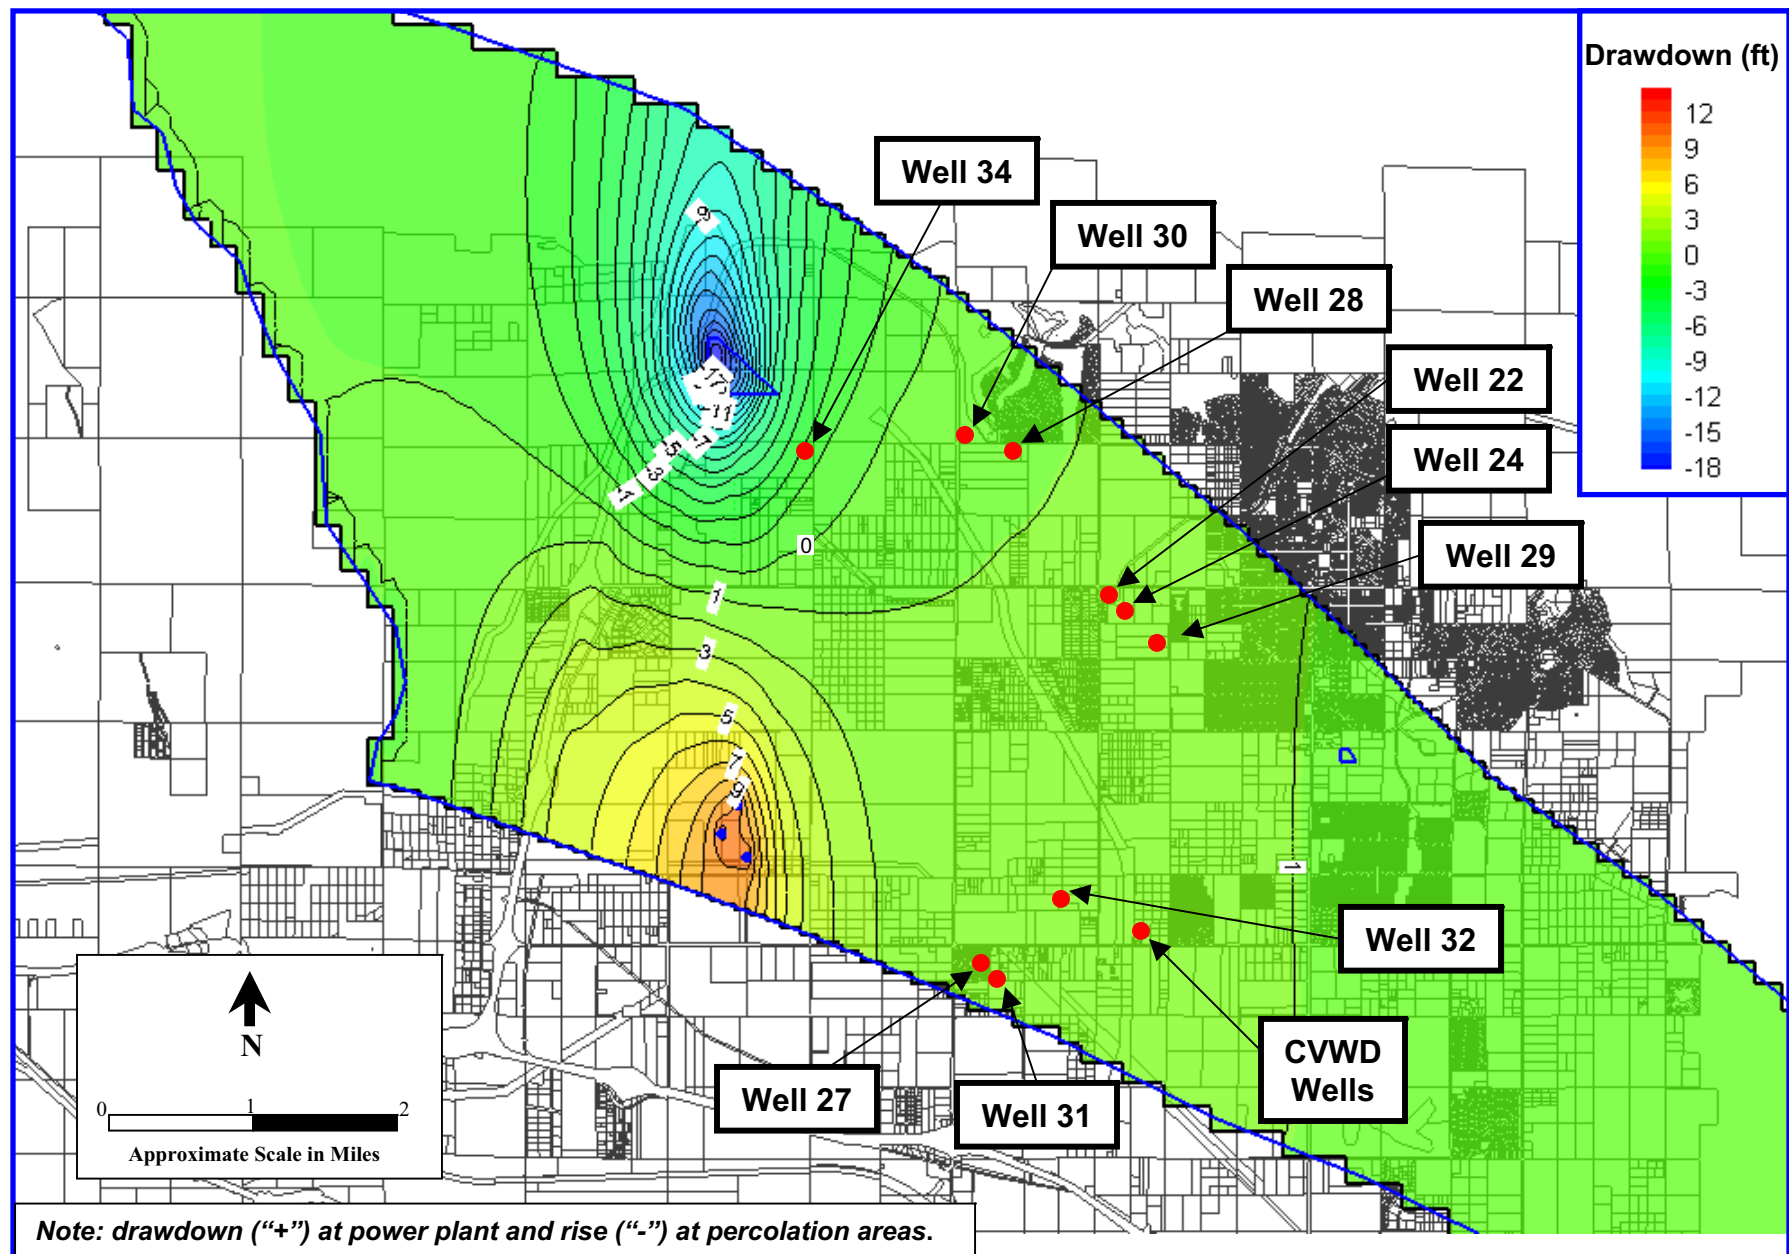 Drawdown (ft)
12
9
6
3
0
-3
-6
-9
-12
-15
-18
Well 34
Well 30
Well 28
Well 22
Well 24
Well 29
Well 32
CVWD
Wells
Well 27
Well 31
9
-11
5
3
1
0
1
3
5
7
9
1
N
0 1 2
Approximate Scale in Miles
Note: drawdown (“+”) at power plant and rise (“-”) at percolation areas.